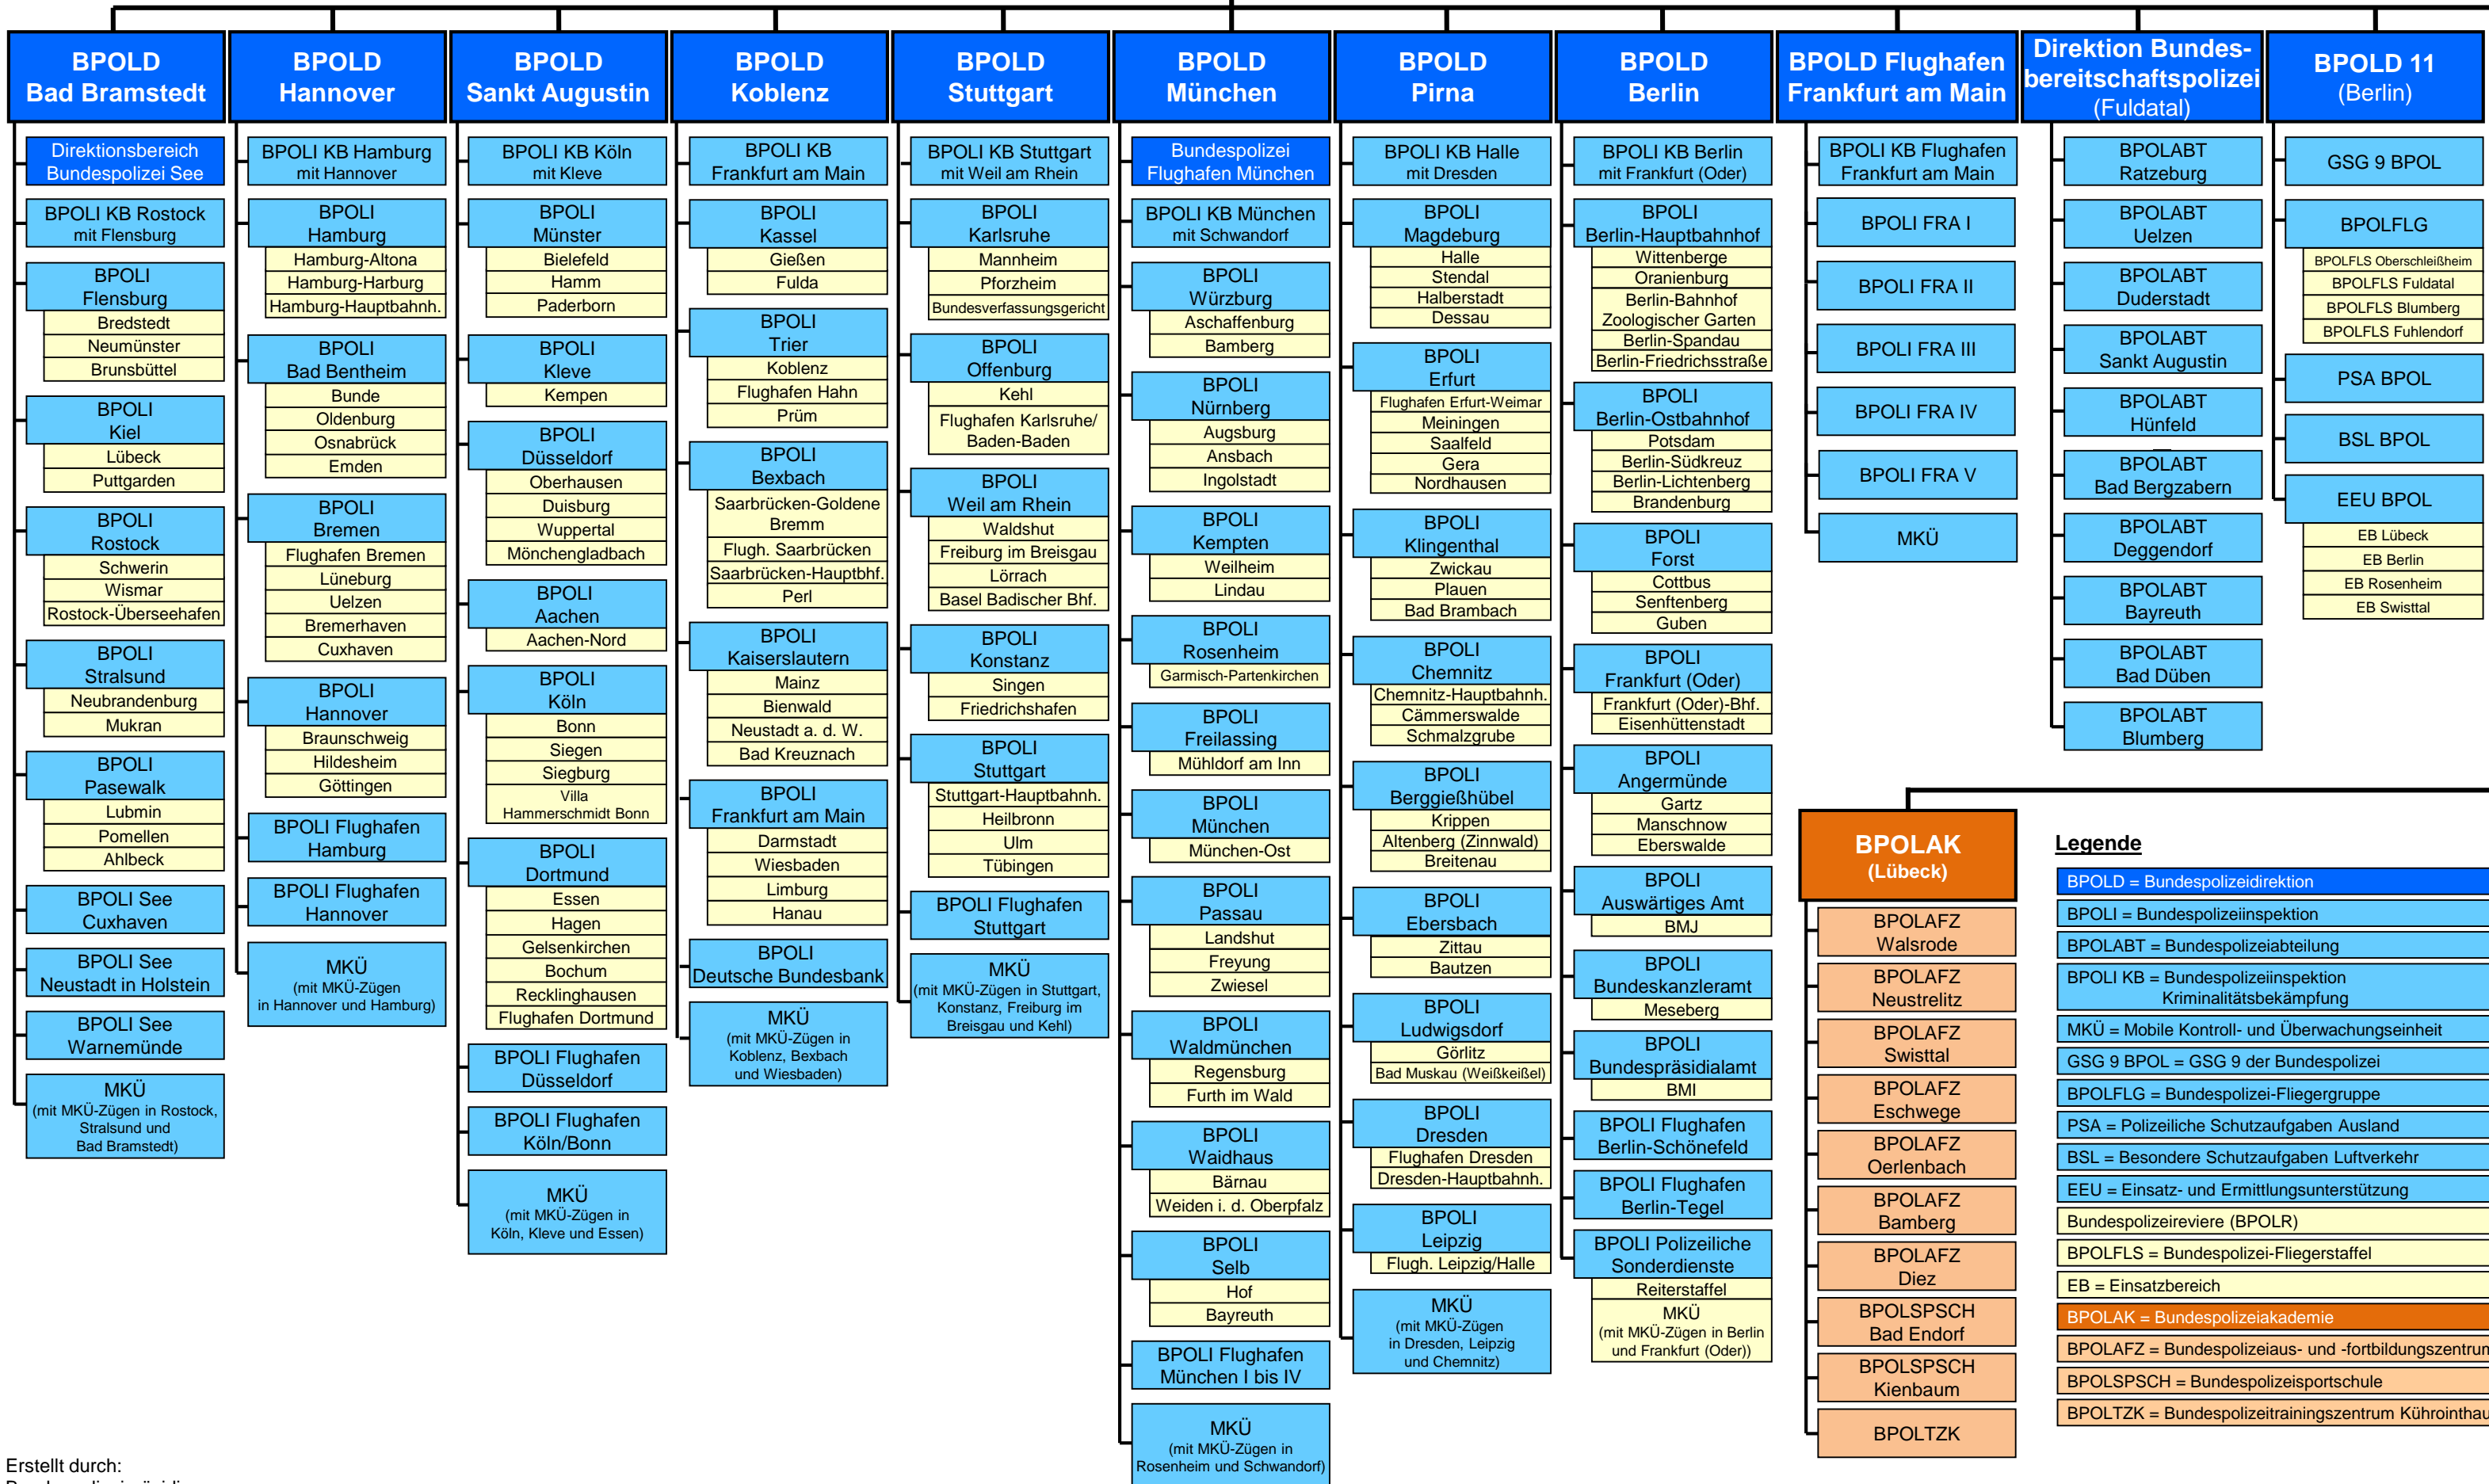 BPOLD
Bad Bramstedt
Direktionsbereich
Bundespolizei See
BPOLI KB Rostock
mit Flensburg
BPOLI
Flensburg
Bredstedt
Neumünster
Brunsbüttel
BPOLI
Kiel
Lübeck
Puttgarden
BPOLI
Rostock
Schwerin
Wismar
Rostock-Überseehafen
BPOLI
Stralsund
Neubrandenburg
Mukran
BPOLI
Pasewalk
Lubmin
Pomellen
Ahlbeck
BPOLI See
Cuxhaven
BPOLI See
Neustadt in Holstein
BPOLI See
Warnemünde
MKÜ
(mit MKÜ-Zügen in Rostock,
Stralsund und
Bad Bramstedt)
BPOLD
Hannover
BPOLI KB Hamburg
mit Hannover
BPOLI
Hamburg
Hamburg-Altona
Hamburg-Harburg
Hamburg-Hauptbahnh.
BPOLI
Bad Bentheim
Bunde
Oldenburg
Osnabrück
Emden
BPOLI
Bremen
Flughafen Bremen
Lüneburg
Uelzen
Bremerhaven
Cuxhaven
BPOLI
Hannover
Braunschweig
Hildesheim
Göttingen
BPOLI Flughafen
Hamburg
BPOLI Flughafen
Hannover
MKÜ
(mit MKÜ-Zügen
in Hannover und Hamburg)
BPOLD
Sankt Augustin
BPOLI KB Köln
mit Kleve
BPOLI
Münster
Bielefeld
Hamm
Paderborn
BPOLI
Kleve
Kempen
BPOLI
Düsseldorf
Oberhausen
Duisburg
Wuppertal
Mönchengladbach
BPOLI
Aachen
Aachen-Nord
BPOLI
Köln
Bonn
Siegen
Siegburg
Villa
Hammerschmidt Bonn
BPOLI
Dortmund
Essen
Hagen
Gelsenkirchen
Bochum
Recklinghausen
Flughafen Dortmund
BPOLI Flughafen
Düsseldorf
BPOLI Flughafen
Köln/Bonn
MKÜ
(mit MKÜ-Zügen in
Köln, Kleve und Essen)
BPOLD
Koblenz
BPOLI KB
Frankfurt am Main
BPOLI
Kassel
Gießen
Fulda
BPOLI
Trier
Koblenz
Flughafen Hahn
Prüm
BPOLI
Bexbach
Saarbrücken-Goldene
Bremm
Flugh. Saarbrücken
Saarbrücken-Hauptbhf.
Perl
BPOLI
Kaiserslautern
Mainz
Bienwald
Neustadt a. d. W.
Bad Kreuznach
BPOLI
Frankfurt am Main
Darmstadt
Wiesbaden
Limburg
Hanau
BPOLI
Deutsche Bundesbank
MKÜ
(mit MKÜ-Zügen in
Koblenz, Bexbach
und Wiesbaden)
BPOLD
Stuttgart
BPOLI KB Stuttgart
mit Weil am Rhein
BPOLI
Karlsruhe
Mannheim
Pforzheim
Bundesverfassungsgericht
BPOLI
Offenburg
Kehl
Flughafen Karlsruhe/
Baden-Baden
BPOLI
Weil am Rhein
Waldshut
Freiburg im Breisgau
Lörrach
Basel Badischer Bhf.
BPOLI
Konstanz
Singen
Friedrichshafen
BPOLI
Stuttgart
Stuttgart-Hauptbahnh.
Heilbronn
Ulm
Tübingen
BPOLI Flughafen
Stuttgart
MKÜ
(mit MKÜ-Zügen in Stuttgart,
Konstanz, Freiburg im
Breisgau und Kehl)
BPOLD
München
Bundespolizei
Flughafen München
BPOLI KB München
mit Schwandorf
BPOLI
Würzburg
Aschaffenburg
Bamberg
BPOLI
Nürnberg
Augsburg
Ansbach
Ingolstadt
BPOLI
Kempten
Weilheim
Lindau
BPOLI
Rosenheim
Garmisch-Partenkirchen
BPOLI
Freilassing
Mühldorf am Inn
BPOLI
München
München-Ost
BPOLI
Passau
Landshut
Freyung
Zwiesel
BPOLI
Waldmünchen
Regensburg
Furth im Wald
BPOLI
Waidhaus
Bärnau
Weiden i. d. Oberpfalz
BPOLI
Selb
Hof
Bayreuth
BPOLI Flughafen
München I bis IV
MKÜ
(mit MKÜ-Zügen in
Rosenheim und Schwandorf)
BPOLD
Pirna
BPOLI KB Halle
mit Dresden
BPOLI
Magdeburg
Halle
Stendal
Halberstadt
Dessau
BPOLI
Erfurt
Flughafen Erfurt-Weimar
Meiningen
Saalfeld
Gera
Nordhausen
BPOLI
Klingenthal
Zwickau
Plauen
Bad Brambach
BPOLI
Chemnitz
Chemnitz-Hauptbahnh.
Cämmerswalde
Schmalzgrube
BPOLI
Berggießhübel
Krippen
Altenberg (Zinnwald)
Breitenau
BPOLI
Ebersbach
Zittau
Bautzen
BPOLI
Ludwigsdorf
Görlitz
Bad Muskau (Weißkeißel)
BPOLI
Dresden
Flughafen Dresden
Dresden-Hauptbahnh.
BPOLI
Leipzig
Flugh. Leipzig/Halle
MKÜ
(mit MKÜ-Zügen
in Dresden, Leipzig
und Chemnitz)
BPOLD
Berlin
BPOLI KB Berlin
mit Frankfurt (Oder)
BPOLI
Berlin-Hauptbahnhof
Wittenberge
Oranienburg
Berlin-Bahnhof
Zoologischer Garten
Berlin-Spandau
Berlin-Friedrichsstraße
BPOLI
Berlin-Ostbahnhof
Potsdam
Berlin-Südkreuz
Berlin-Lichtenberg
Brandenburg
BPOLI
Forst
Cottbus
Senftenberg
Guben
BPOLI
Frankfurt (Oder)
Frankfurt (Oder)-Bhf.
Eisenhüttenstadt
BPOLI
Angermünde
Gartz
Manschnow
Eberswalde
BPOLI
Auswärtiges Amt
BMJ
BPOLI
Bundeskanzleramt
Meseberg
BPOLI
Bundespräsidialamt
BMI
BPOLI Flughafen
Berlin-Schönefeld
BPOLI Flughafen
Berlin-Tegel
BPOLI Polizeiliche
Sonderdienste
Reiterstaffel
MKÜ
(mit MKÜ-Zügen in Berlin
und Frankfurt (Oder))
BPOLD Flughafen
Frankfurt am Main
BPOLI KB Flughafen
Frankfurt am Main
BPOLI FRA I
BPOLI FRA II
BPOLI FRA III
BPOLI FRA IV
BPOLI FRA V
MKÜ
Direktion Bundes-
bereitschaftspolizei
(Fuldatal)
BPOLABT
Ratzeburg
BPOLABT
Uelzen
BPOLABT
Duderstadt
BPOLABT
Sankt Augustin
BPOLABT
Hünfeld
BPOLABT
Bad Bergzabern
BPOLABT
Deggendorf
BPOLABT
Bayreuth
BPOLABT
Bad Düben
BPOLABT
Blumberg
BPOLD 11
(Berlin)
GSG 9 BPOL
BPOLFLG
BPOLFLS Oberschleißheim
BPOLFLS Fuldatal
BPOLFLS Blumberg
BPOLFLS Fuhlendorf
PSA BPOL
BSL BPOL
EEU BPOL
EB Lübeck
EB Berlin
EB Rosenheim
EB Swisttal
BPOLAK
(Lübeck)
BPOLAFZ
Walsrode
BPOLAFZ
Neustrelitz
BPOLAFZ
Swisttal
BPOLAFZ
Eschwege
BPOLAFZ
Oerlenbach
BPOLAFZ
Bamberg
BPOLAFZ
Diez
BPOLSPSCH
Bad Endorf
BPOLSPSCH
Kienbaum
BPOLTZK
Legende
BPOLD = Bundespolizeidirektion
BPOLI = Bundespolizeiinspektion
BPOLABT = Bundespolizeiabteilung
BPOLI KB = Bundespolizeiinspektion
Kriminalitätsbekämpfung
MKÜ = Mobile Kontroll- und Überwachungseinheit
GSG 9 BPOL = GSG 9 der Bundespolizei
BPOLFLG = Bundespolizei-Fliegergruppe
PSA = Polizeiliche Schutzaufgaben Ausland
BSL = Besondere Schutzaufgaben Luftverkehr
EEU = Einsatz- und Ermittlungsunterstützung
Bundespolizeireviere (BPOLR)
BPOLFLS = Bundespolizei-Fliegerstaffel
EB = Einsatzbereich
BPOLAK = Bundespolizeiakademie
BPOLAFZ = Bundespolizeiaus- und -fortbildungszentrum
BPOLSPSCH = Bundespolizeisportschule
BPOLTZK = Bundespolizeitrainingszentrum Kührointhau
Erstellt durch: